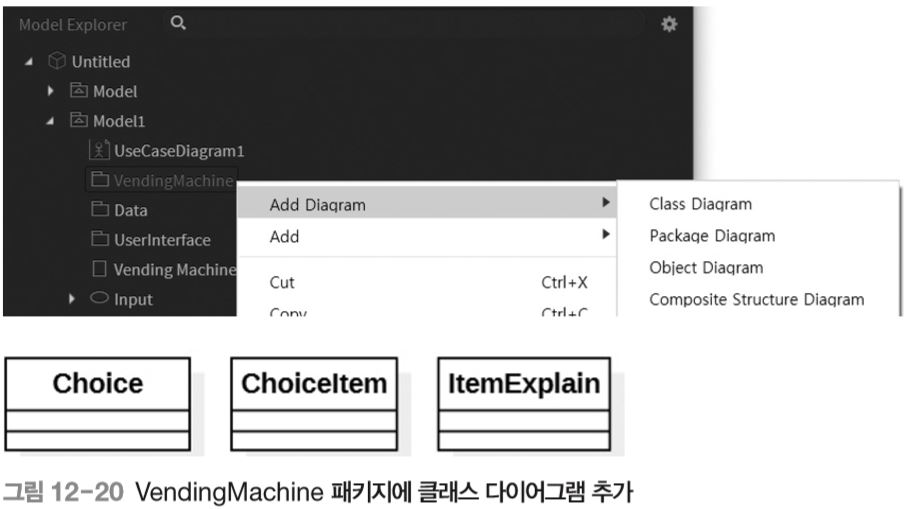 Model Explorer
Untitled
Model
Model1
UseCaseDiagram1
VendingMachine
Data
UserInterface
Vending Machine
Input
Add Diagram
Add
Cut Ctrl+X
Copy Ctrl+C
Class Diagram
Package Diagram
Object Diagram
Composite Structure Diagram
Choice ChoiceItem ItemExplain
그림 12-20 VendingMachine 패키지에 클래스 다이어그램 추가